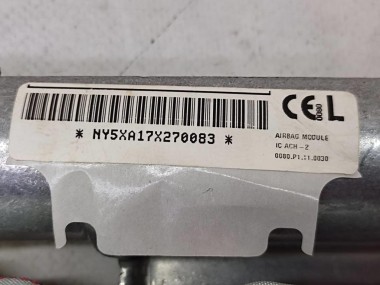 CE 0080 L
* NY5XA17X270083 *
AIRBAG MODULE
IC ACH - 2
0080.P1.11.0030